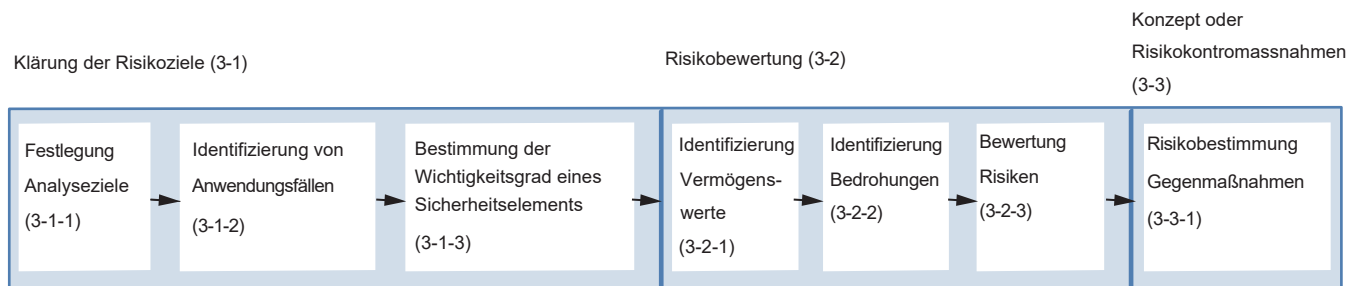 Klärung der Risikoziele (3-1)
Risikobewertung (3-2)
Konzept oder
Risikokontromassnahmen
(3-3)
Festlegung
Analyseziele
(3-1-1)
Identifizierung von
Anwendungsfällen
(3-1-2)
Bestimmung der
Wichtigkeitsgrad eines
Sicherheitselements
(3-1-3)
Identifizierung
Vermögens-
werte
(3-2-1)
Identifizierung
Bedrohungen
(3-2-2)
Bewertung
Risiken
(3-2-3)
Risikobestimmung
Gegenmaßnahmen
(3-3-1)